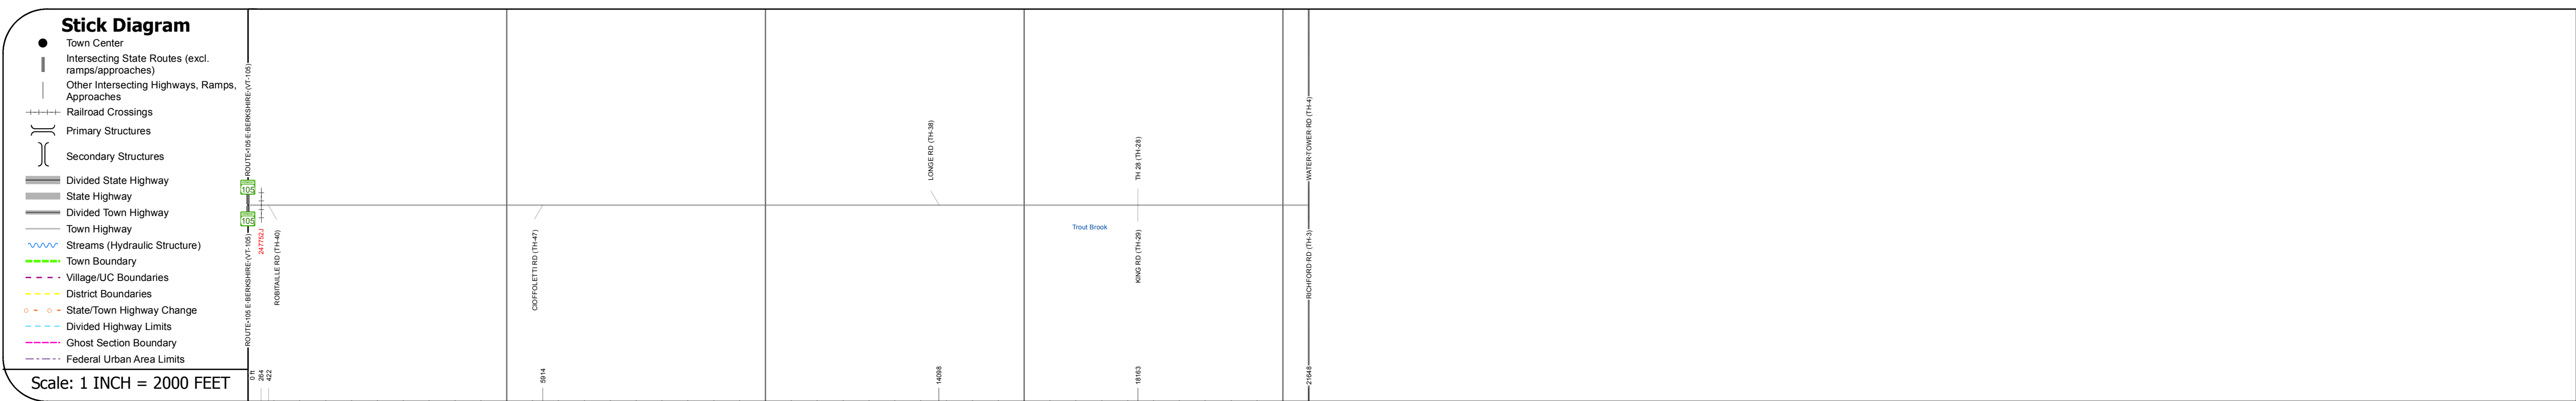 Stick Diagram
Town Center
Intersecting State Routes (excl.
ramps/approaches)
Other Intersecting Highways, Ramps,
Approaches
Railroad Crossings
Primary Structures
Secondary Structures
Divided State Highway
State Highway
Divided Town Highway
Town Highway
Streams (Hydraulic Structure)
Town Boundary
Village/UC Boundaries
District Boundaries
State/Town Highway Change
Divided Highway Limits
Ghost Section Boundary
Federal Urban Area Limits
Scale: 1 INCH = 2000 FEET
ROUTE-105 E-BERKSHIRE-(VT-105)
105
105
ROUTE-105 E-BERKSHIRE-(VT-105)
247752J
ROBITAILLE RD (TH-40)
CIOFFOLETTI RD (TH-47)
LONGE RD (TH-38)
Trout Brook
TH 28 (TH-28)
KING RD (TH-29)
WATER-TOWER-RD (TH-4)
RICHFORD RD (TH-3)
0 ft
264
422
5914
14098
18163
21648